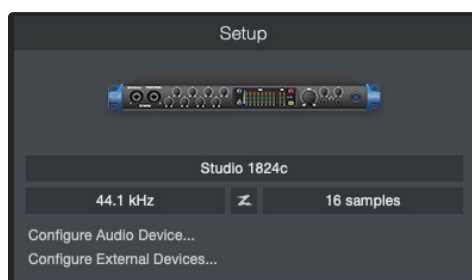 Setup
Studio 1824c
44.1 kHz Z 16 samples
Configure Audio Device...
Configure External Devices...